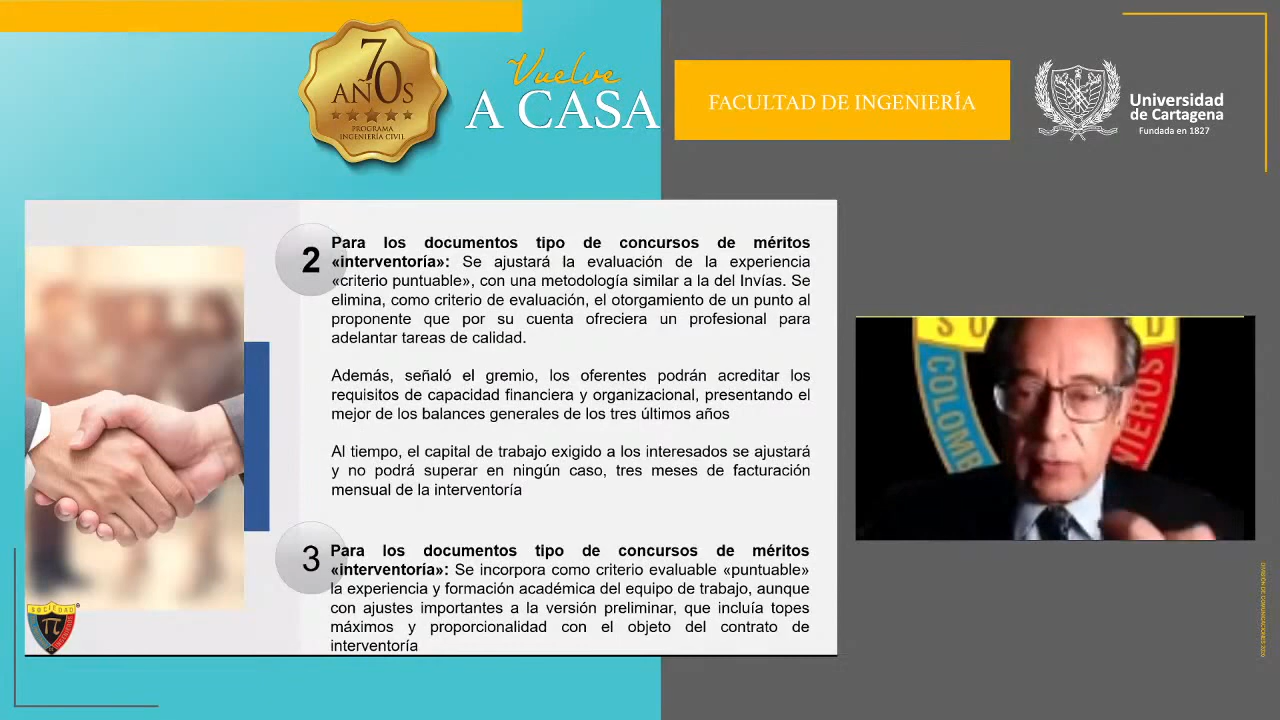 70
AÑOS
PROGRAMA
INGENIERÍA CIVIL
Vuelve
A CASA
FACULTAD DE INGENIERÍA
Universidad
de Cartagena
Fundada en 1827
2
Para los documentos tipo de concursos de méritos
«interventoría»: Se ajustará la evaluación de la experiencia
«criterio puntuable», con una metodología similar a la del Invías. Se
elimina, como criterio de evaluación, el otorgamiento de un punto al
proponente que por su cuenta ofreciera un profesional para
adelantar tareas de calidad.
Además, señaló el gremio, los oferentes podrán acreditar los
requisitos de capacidad financiera y organizacional, presentando el
mejor de los balances generales de los tres últimos años
Al tiempo, el capital de trabajo exigido a los interesados se ajustará
y no podrá superar en ningún caso, tres meses de facturación
mensual de la interventoría
3
Para los documentos tipo de concursos de méritos
«interventoría»: Se incorpora como criterio evaluable «puntuable»
la experiencia y formación académica del equipo de trabajo, aunque
con ajustes importantes a la versión preliminar, que incluía topes
máximos y proporcionalidad con el objeto del contrato de
interventoría
SOCIEDAD
π
COLOMB
NIEROS
DIVISIÓN DE COMUNICACIONES 2020